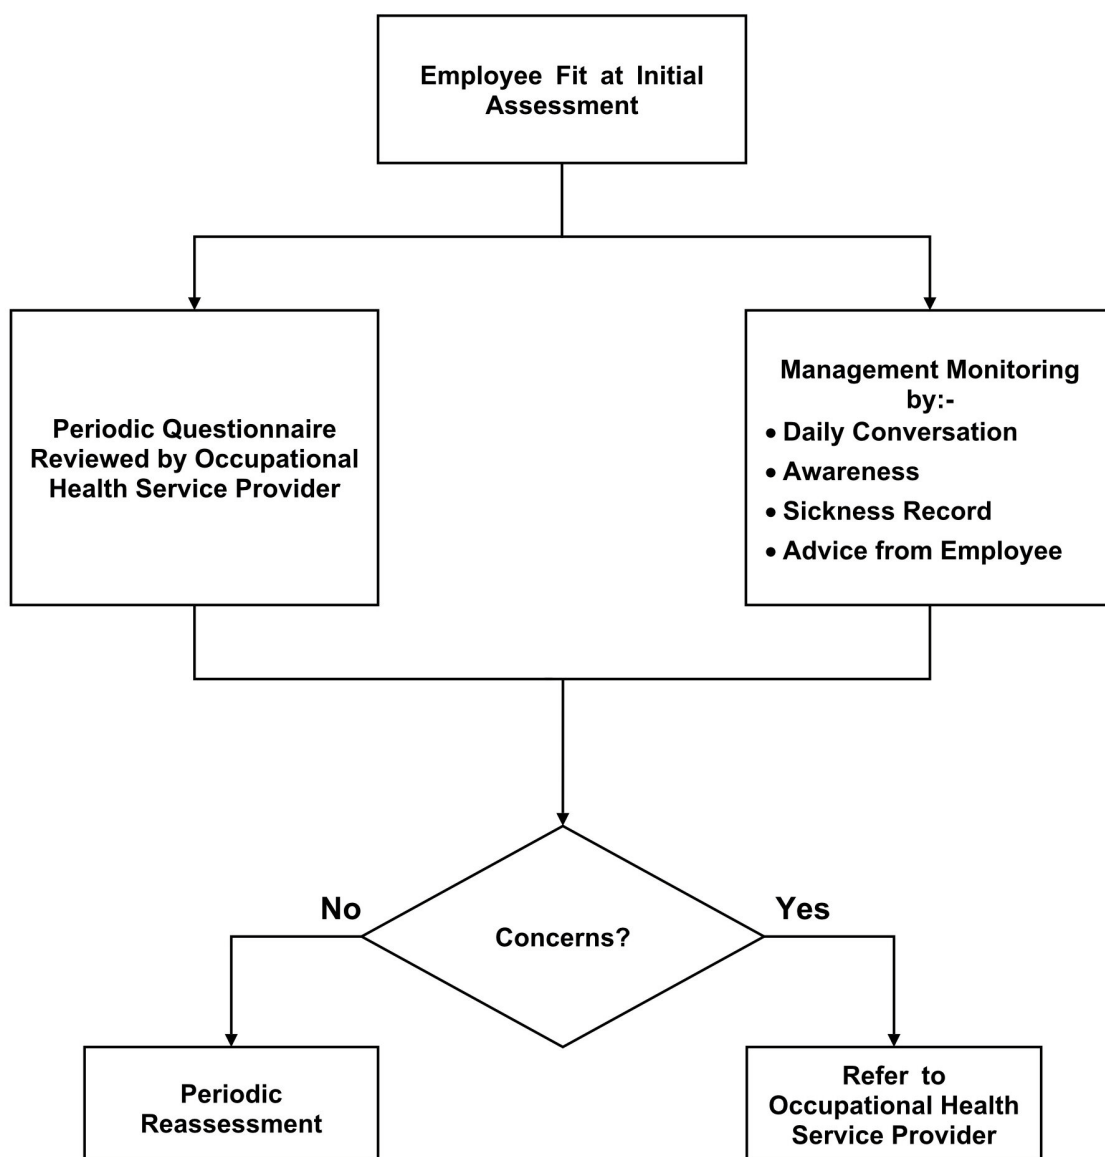 Employee Fit at Initial
Assessment
Periodic Questionnaire
Reviewed by Occupational
Health Service Provider
Management Monitoring
by:-
• Daily Conversation
• Awareness
• Sickness Record
• Advice from Employee
Concerns?
No
Yes
Periodic
Reassessment
Refer to
Occupational Health
Service Provider